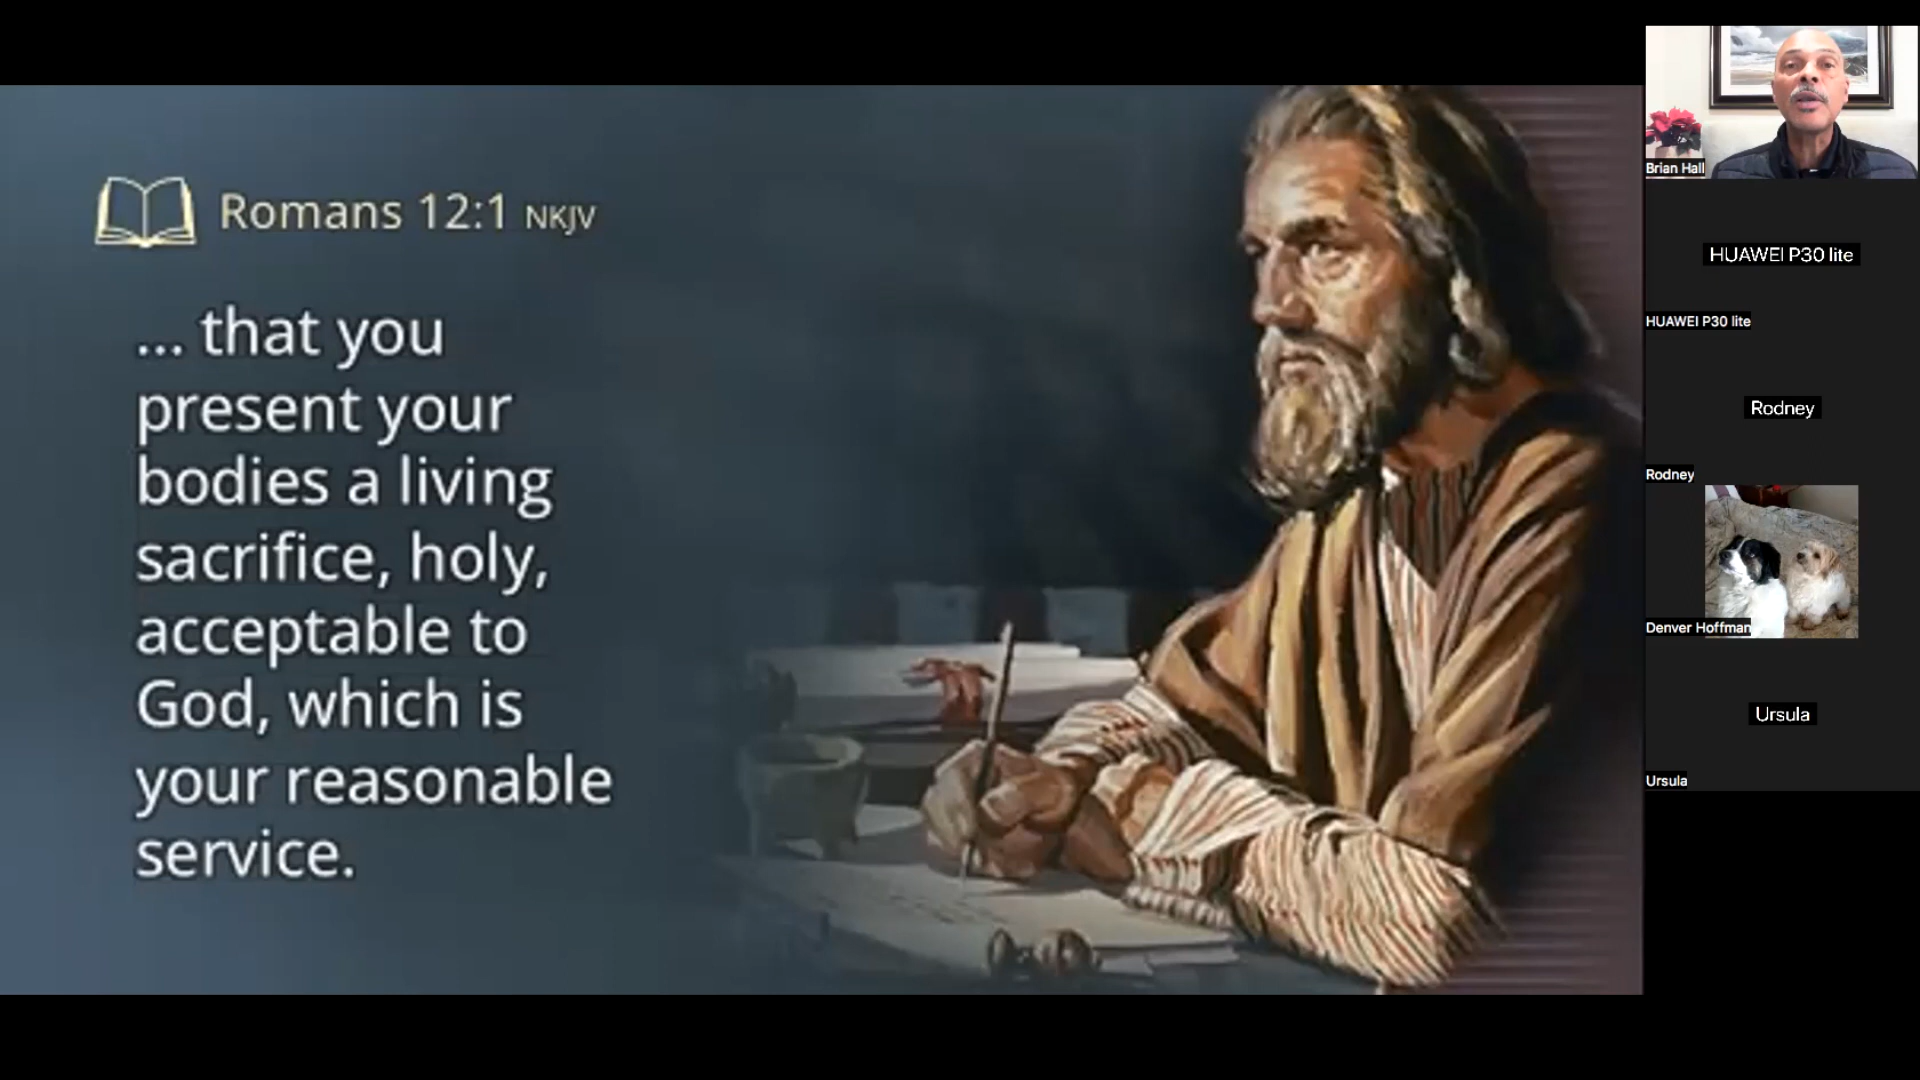 Romans 12:1 NKJV
... that you
present your
bodies a living
sacrifice, holy,
acceptable to
God, which is
your reasonable
service.
Brian Hall
HUAWEI P30 lite
HUAWEI P30 lite
Rodney
Rodney
Denver Hoffman
Ursula
Ursula